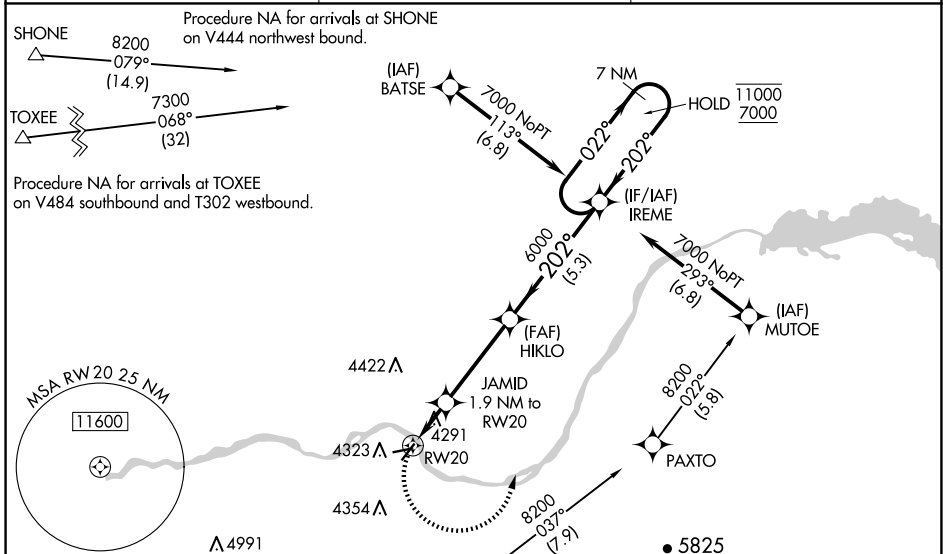 Procedure NA for arrivals at SHONE
on V444 northwest bound.
SHONE
8200
079°
(14.9)
TOXEE
7300
068°
(32)
Procedure NA for arrivals at TOXEE
on V484 southbound and T302 westbound.
(IAF)
BATSE
7000 NoPT
113°
(6.8)
7 NM
022°
202°
HOLD
11000
7000
(IF/IAF)
IREME
6000
202°
(5.3)
7000 NoPT
293°
(6.8)
(IAF)
MUTOE
(FAF)
HIKLO
8200
022°
(5.8)
4422
JAMID
1.9 NM to
RW20
MSA RW20 25 NM
11600
4291
4323
RW20
PAXTO
4354
8200
037°
(7.9)
4991
5825